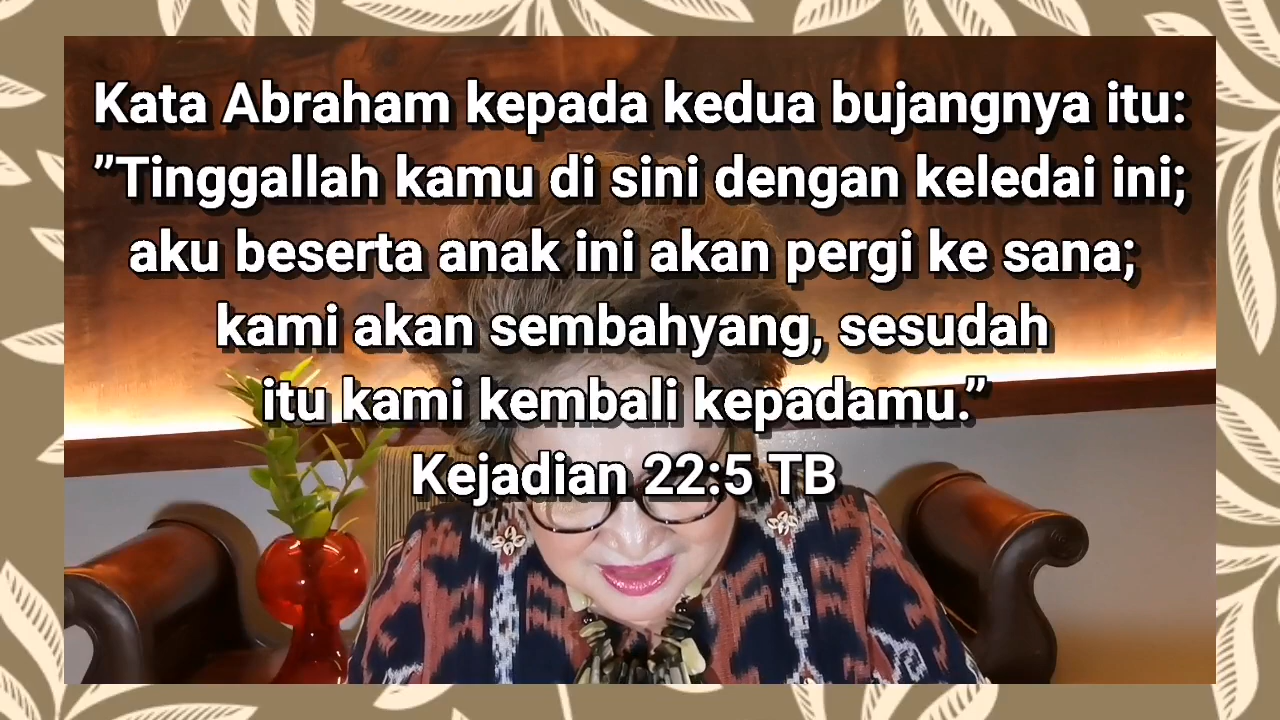 Kata Abraham kepada kedua bujangnya itu:
”Tinggallah kamu di sini dengan keledai ini;
aku beserta anak ini akan pergi ke sana;
kami akan sembahyang, sesudah
itu kami kembali kepadamu.”
Kejadian 22:5 TB